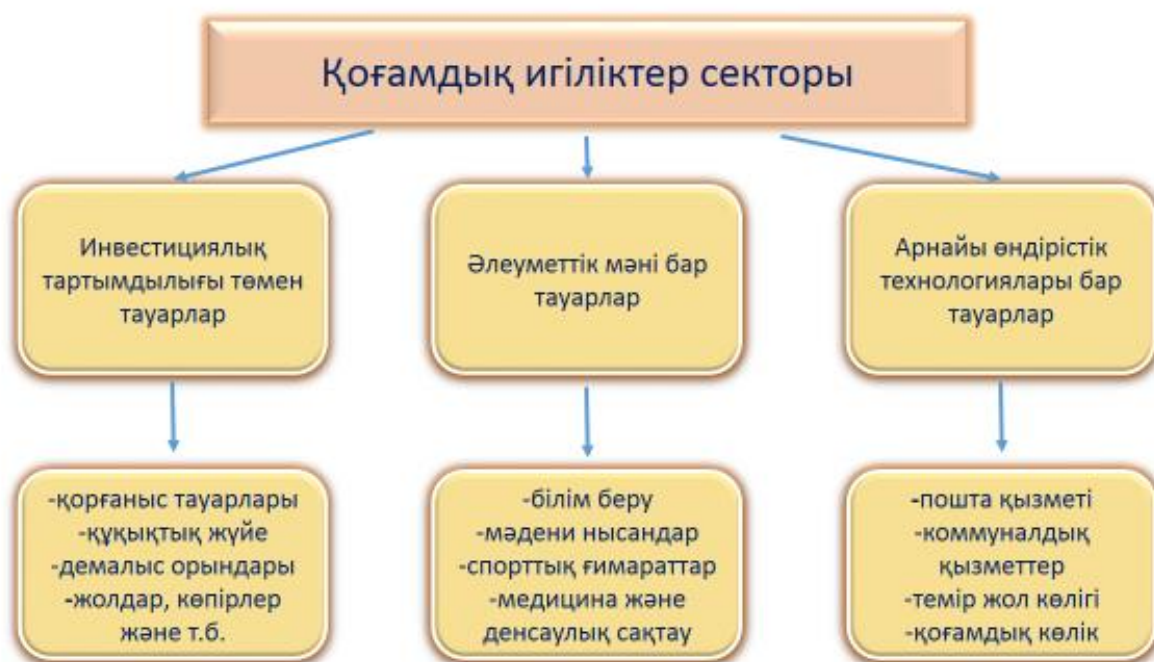 Қоғамдық игіліктер секторы
Инвестициялық
тартымдылығы төмен
тауарлар
Әлеуметтік мәні бар
тауарлар
Арнайы өндірістік
технологиялары бар
тауарлар
-қорғаныс тауарлары
-құқықтық жүйе
-демалыс орындары
-жолдар, көпірлер
және т.б.
-білім беру
-мәдени нысандар
-спорттық ғимараттар
-медицина және
денсаулық сақтау
-пошта қызметі
-коммуналдық
қызметтер
-темір жол көлігі
-қоғамдық көлік